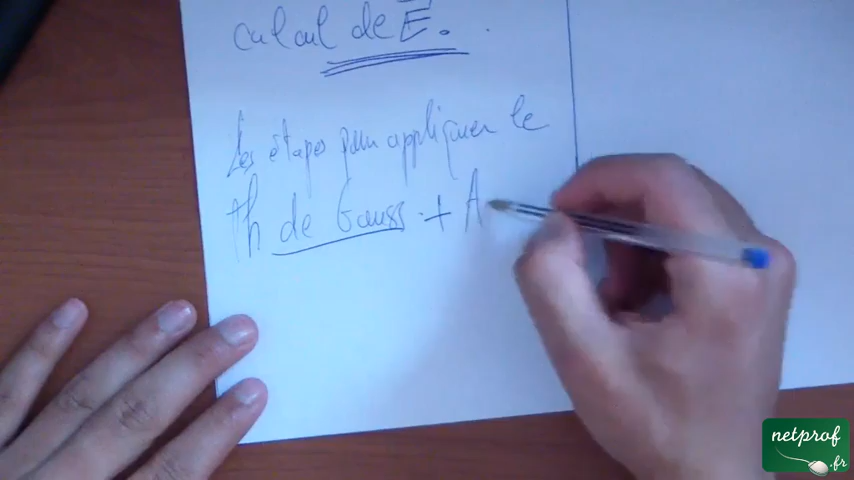 calcul de E.
Les étapes pour appliquer le
th de Gauss + A
netprof
.fr